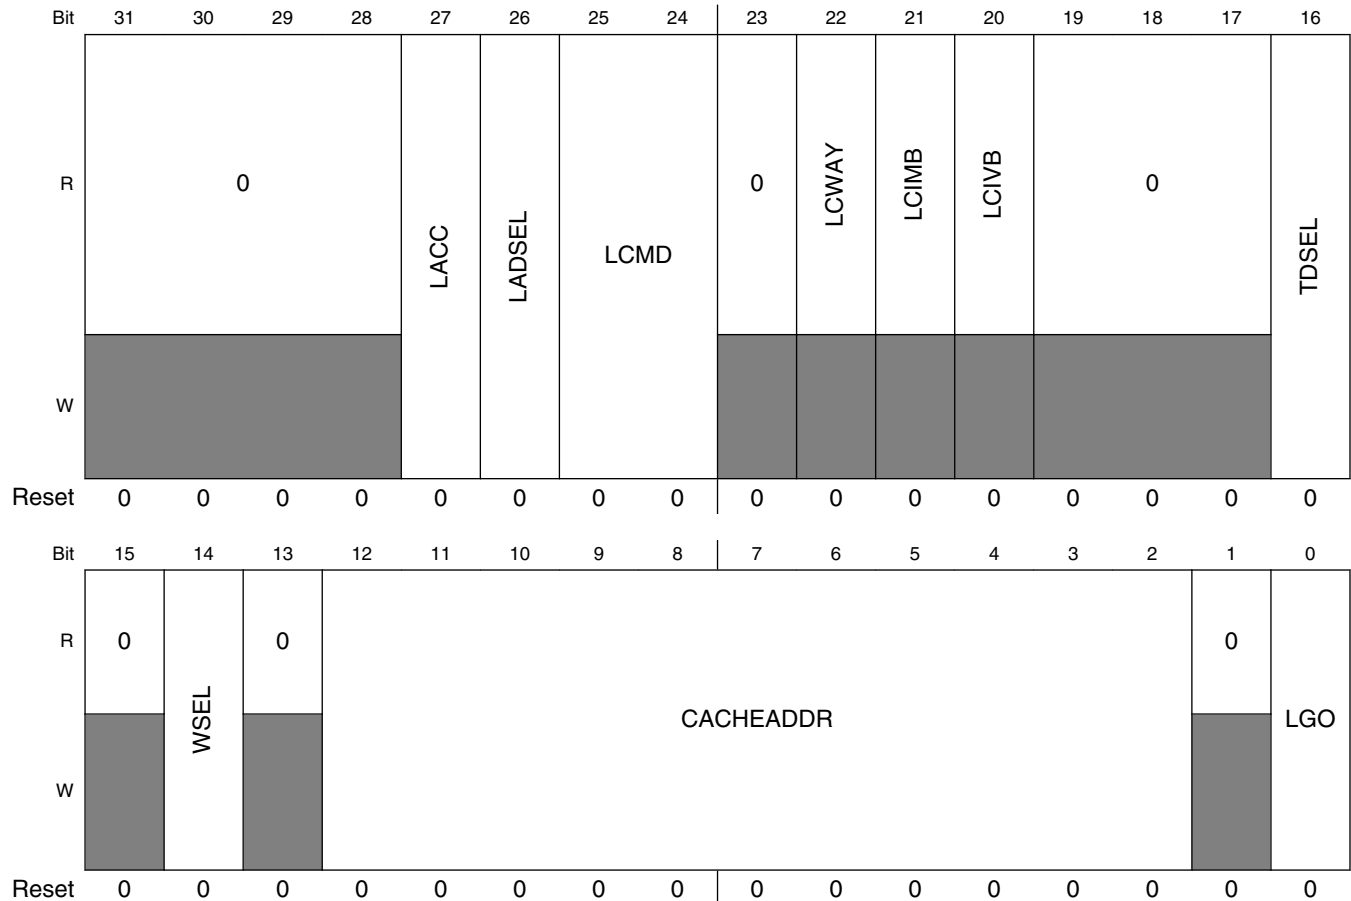 Bit 31 30 29 28 27 26 25 24 23 22 21 20 19 18 17 16
R 0 LACC LADSEL LCMD 0 LCWAY LCIMB LCIVB 0 TDSEL
W
Reset 0 0 0 0 0 0 0 0 0 0 0 0 0 0 0 0
Bit 15 14 13 12 11 10 9 8 7 6 5 4 3 2 1 0
R 0 WSEL 0 CACHEADDR 0 LGO
W
Reset 0 0 0 0 0 0 0 0 0 0 0 0 0 0 0 0